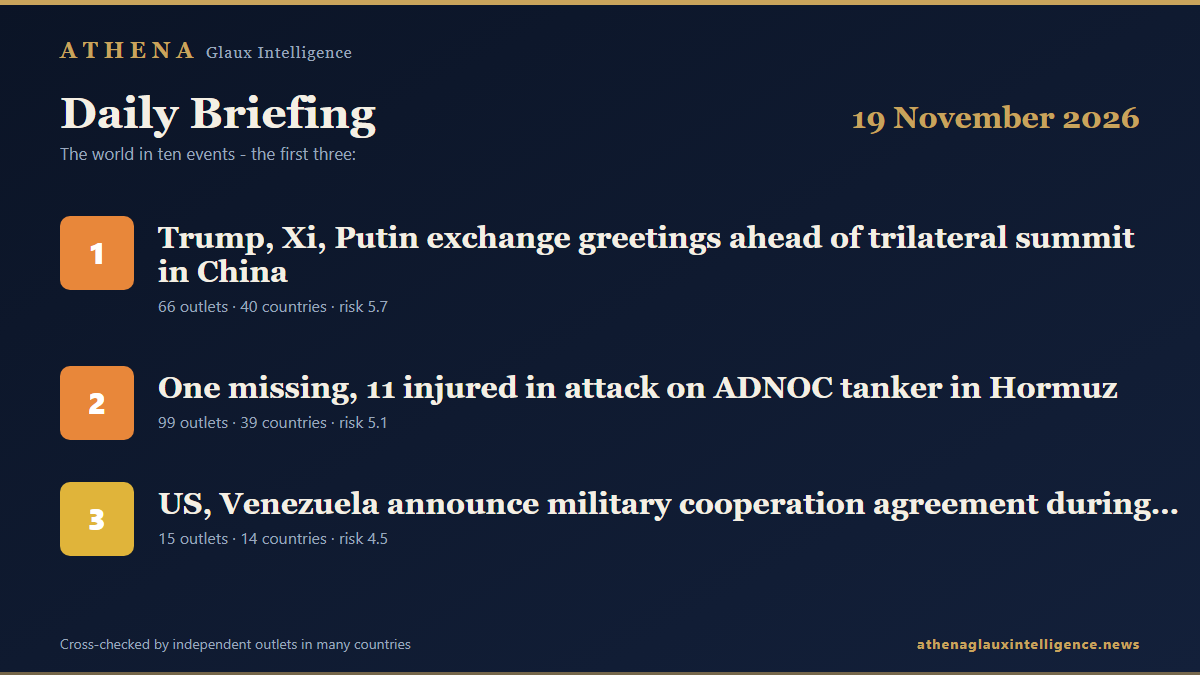 ATHENA Glaux Intelligence
Daily Briefing
19 November 2026
The world in ten events - the first three:
1
Trump, Xi, Putin exchange greetings ahead of trilateral summit
in China
66 outlets · 40 countries · risk 5.7
2
One missing, 11 injured in attack on ADNOC tanker in Hormuz
99 outlets · 39 countries · risk 5.1
3
US, Venezuela announce military cooperation agreement during...
15 outlets · 14 countries · risk 4.5
Cross-checked by independent outlets in many countries
athenaglauxintelligence.news